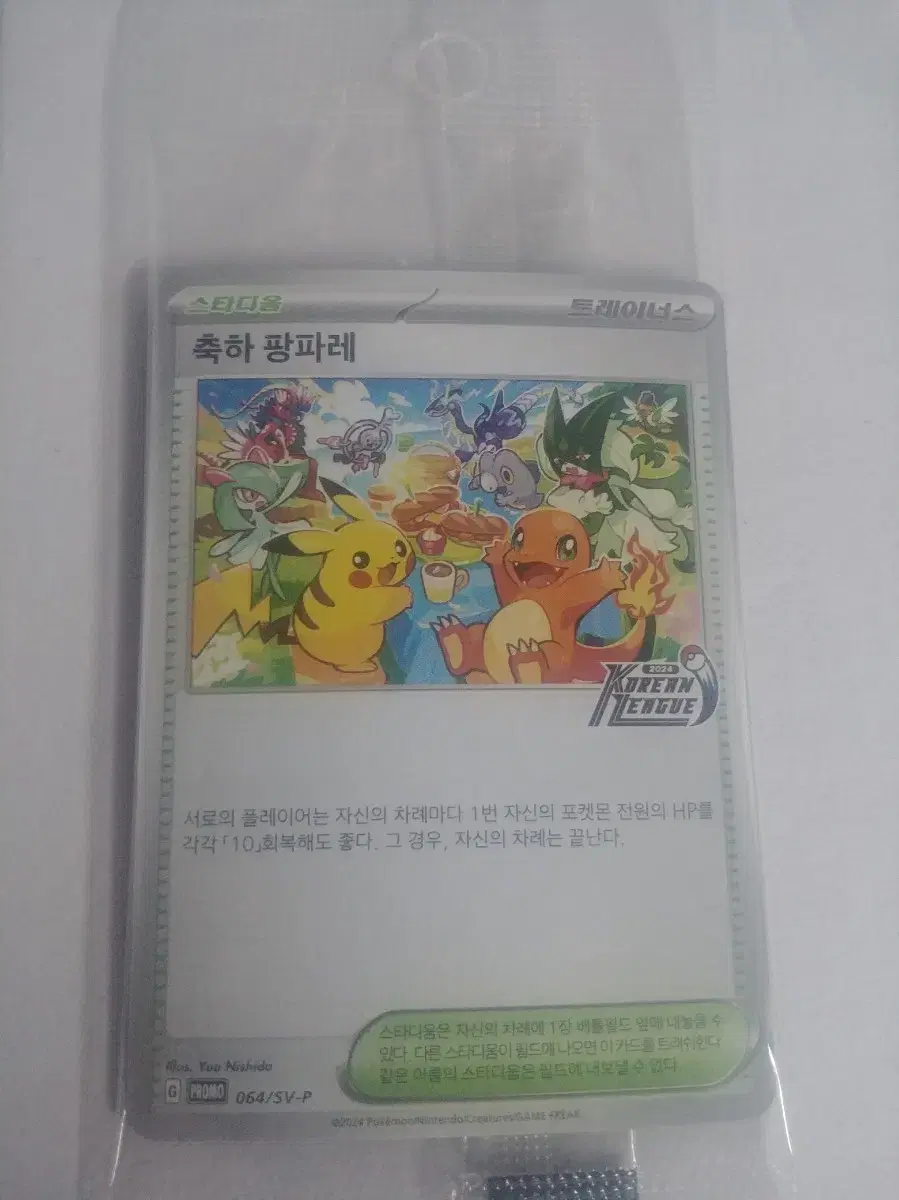 스타디움
트레이너스
축하 팡파레
2024
KOREAN
LEAGUE
서로의 플레이어는 자신의 차례마다 1번 자신의 포켓몬 전원의 HP를
각각 「10」회복해도 좋다. 그 경우, 자신의 차례는 끝난다.
스타디움은 자신의 차례에 1장 배틀필드 옆에 내놓을 수
있다. 다른 스타디움이 필드에 나오면 이 카드를 트래쉬한다.
같은 이름의 스타디움은 필드에 내보낼 수 없다.
Illus. Yuu Nishida
G PROMO 064/SV-P
©2024 Pokémon/Nintendo/Creatures/GAME FREAK